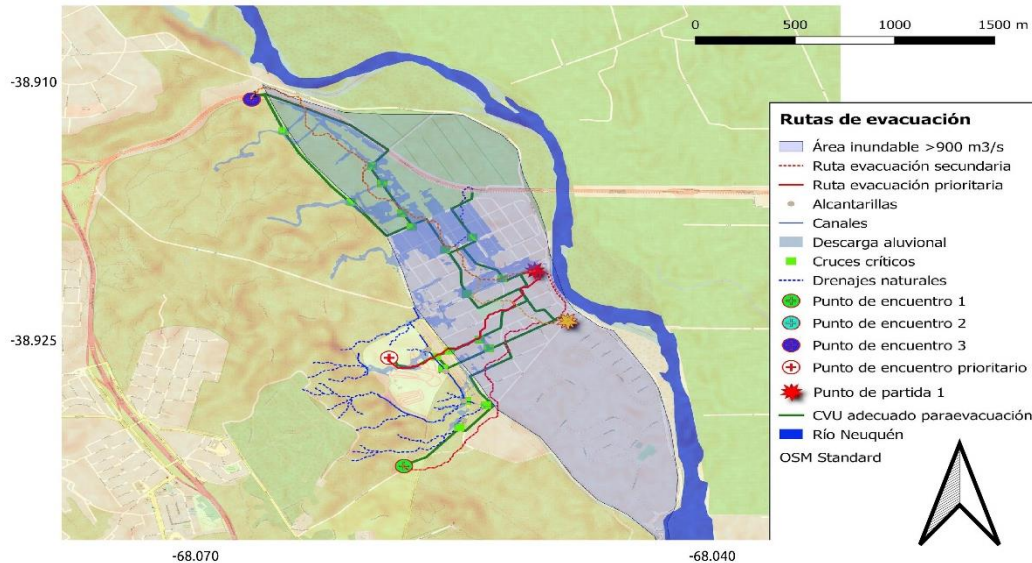 0 500 1000 1500 m
-38.910
Rutas de evacuación
Área inundable >900 m3/s
Ruta evacuación secundaria
Ruta evacuación prioritaria
Alcantarillas
Canales
Descarga aluvional
Cruces críticos
Drenajes naturales
-38.925
Punto de encuentro 1
Punto de encuentro 2
Punto de encuentro 3
Punto de encuentro prioritario
Punto de partida 1
CVU adecuado paraevacuación
Río Neuquén
OSM Standard
-68.070 -68.040